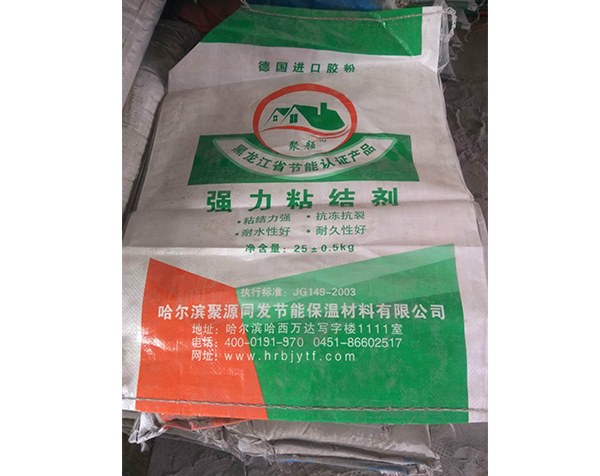 德国进口胶粉
聚源™
黑龙江省节能认证产品
强力粘结剂
·粘结力强 ·抗冻抗裂
·耐水性好 ·耐久性好
净含量：25±0.5kg
执行标准：JG149-2003
哈尔滨聚源同发节能保温材料有限公司
地址：哈尔滨哈西万达写字楼1111室
电话：400-0191-970 0451-86602517
网址：www.hrbjytf.com